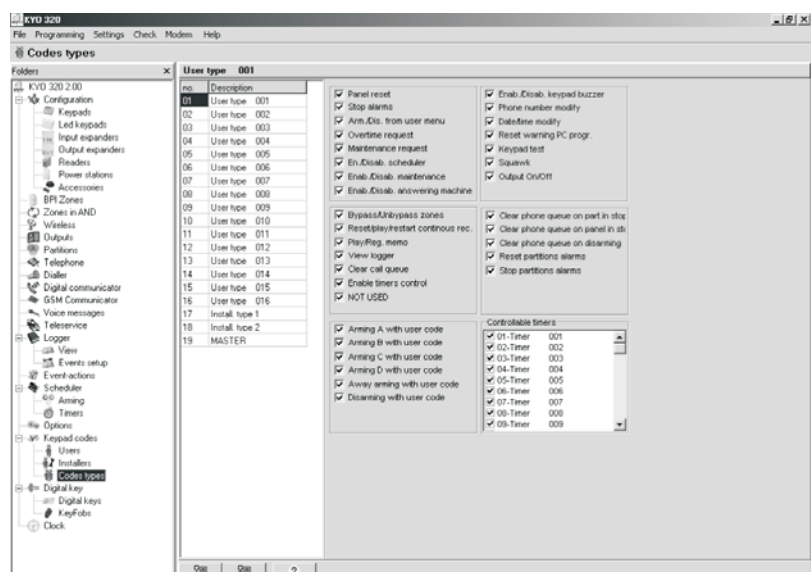 KYO 320
File Programming Settings Check Modem Help
Codes types
Folders
KYO 320 2.00
Configuration
Keypads
Led keypads
Input expanders
Output expanders
Readers
Power stations
Accessories
BPI Zones
Zones in AND
Wireless
Outputs
Partitions
Telephone
Dialler
Digital communicator
GSM Communicator
Voice messages
Teleservice
Logger
View
Events setup
Event-actions
Scheduler
Arming
Timers
Options
Keypad codes
Users
Installers
Codes types
Digital key
Digital keys
KeyFobs
Clock
User type 001
no. Description
01 User type 001
02 User type 002
03 User type 003
04 User type 004
05 User type 005
06 User type 006
07 User type 007
08 User type 008
09 User type 009
10 User type 010
11 User type 011
12 User type 012
13 User type 013
14 User type 014
15 User type 015
16 User type 016
17 Install. type 1
18 Install. type 2
19 MASTER
Panel reset
Stop alarms
Arm./Dis. from user menu
Overtime request
Maintenance request
En./Disab. scheduler
Enab./Disab. maintenance
Enab./Disab. answering machine
Enab./Disab. keypad buzzer
Phone number modify
Date/time modify
Reset warning PC progr.
Keypad test
Squawk
Output On/Off
Bypass/Unbypass zones
Reset/play/restart continous rec.
Play/Reg. memo
View logger
Clear call queue
Enable timers control
NOT USED
Clear phone queue on part.in stop
Clear phone queue on panel in sto
Clear phone queue on disarming
Reset partitions alarms
Stop partitions alarms
Arming A with user code
Arming B with user code
Arming C with user code
Arming D with user code
Away arming with user code
Disarming with user code
Controllable timers
01-Timer 001
02-Timer 002
03-Timer 003
04-Timer 004
05-Timer 005
06-Timer 006
07-Timer 007
08-Timer 008
09-Timer 009
?